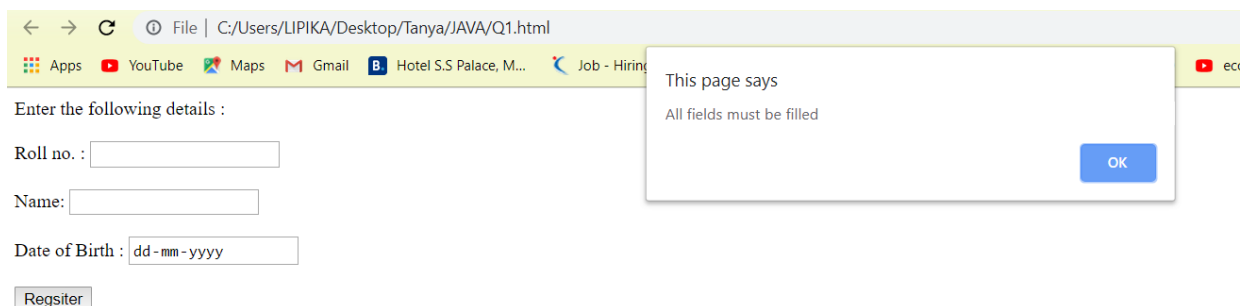 File | C:/Users/LIPIKA/Desktop/Tanya/JAVA/Q1.html
Apps YouTube Maps Gmail B. Hotel S.S Palace, M... Job - Hiring
This page says
All fields must be filled
OK
Enter the following details :
Roll no. :
Name:
Date of Birth : dd-mm-yyyy
Regsiter